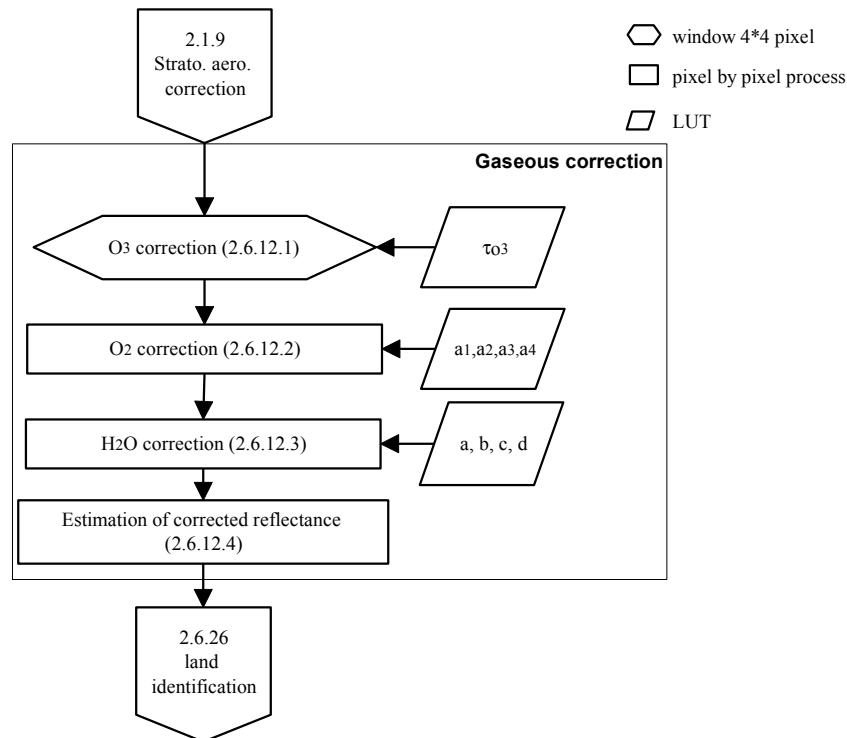 2.1.9
Strato. aero.
correction
window 4*4 pixel
pixel by pixel process
LUT
Gaseous correction
O3 correction (2.6.12.1)
τo3
O2 correction (2.6.12.2)
a1,a2,a3,a4
H2O correction (2.6.12.3)
a, b, c, d
Estimation of corrected reflectance
(2.6.12.4)
2.6.26
land
identification